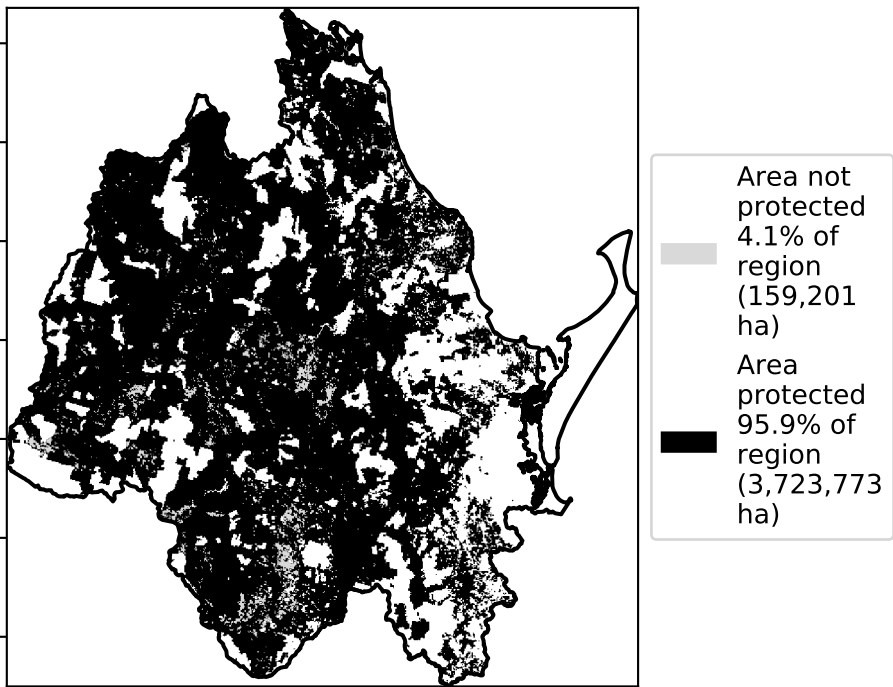 Area not
protected
4.1% of
region
(159,201
ha)
Area
protected
95.9% of
region
(3,723,773
ha)